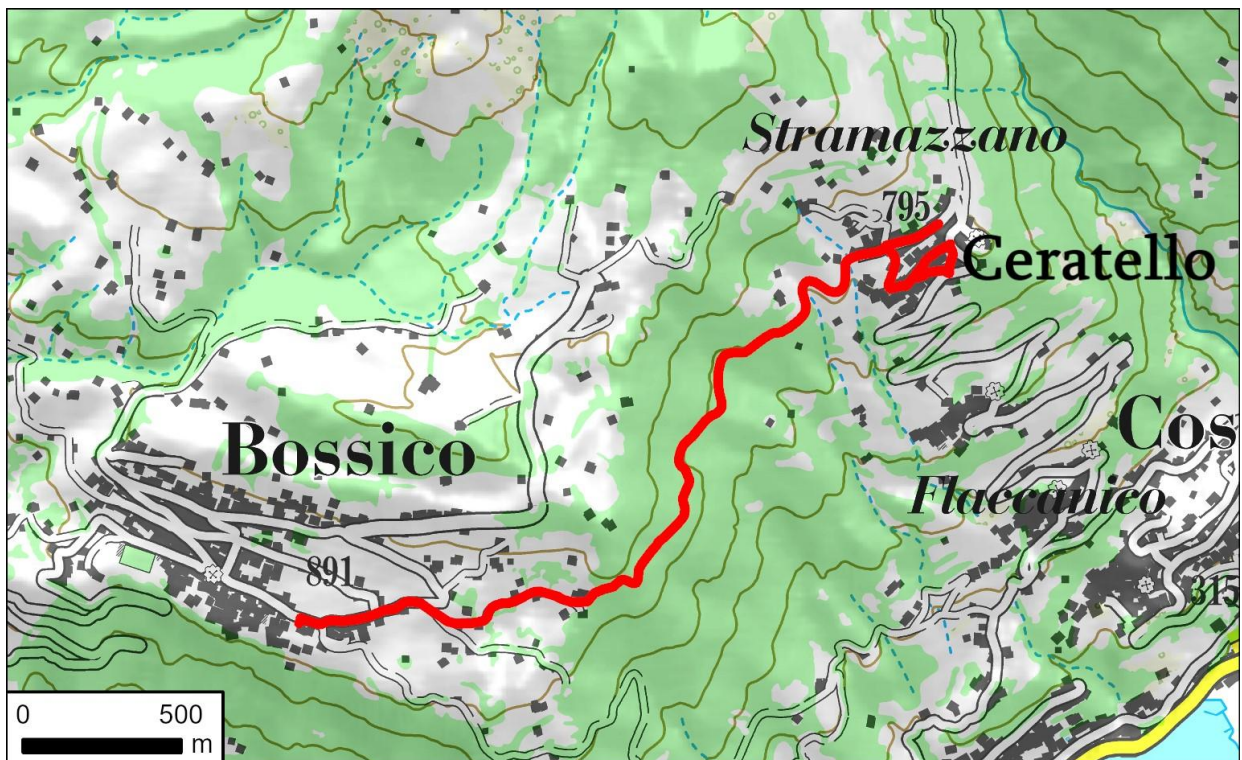 Stramazzano
795
Ceratello
Cos
Bossico
Flaccanico
891
315
0 500
m